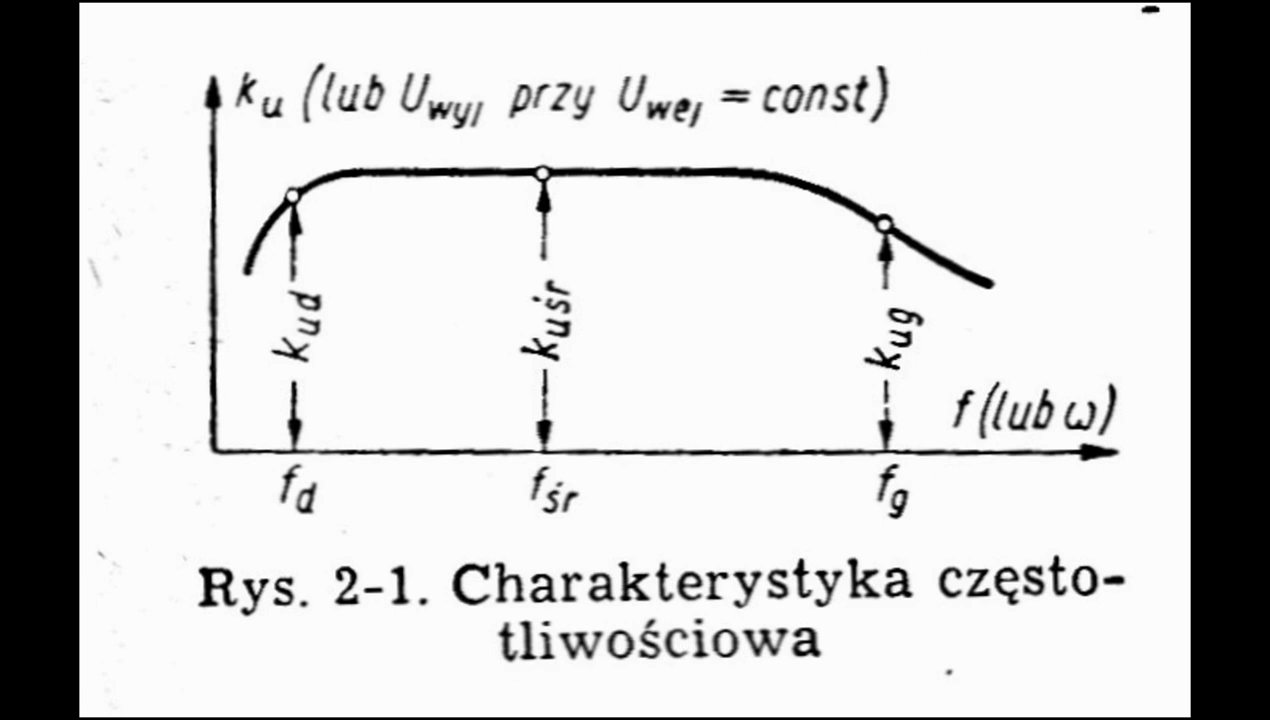 k_u (lub U_wyj przy U_wej = const)
k_ud
k_uśr
k_ug
f (lub ω)
f_d
f_śr
f_g
Rys. 2-1. Charakterystyka często-
tliwościowa